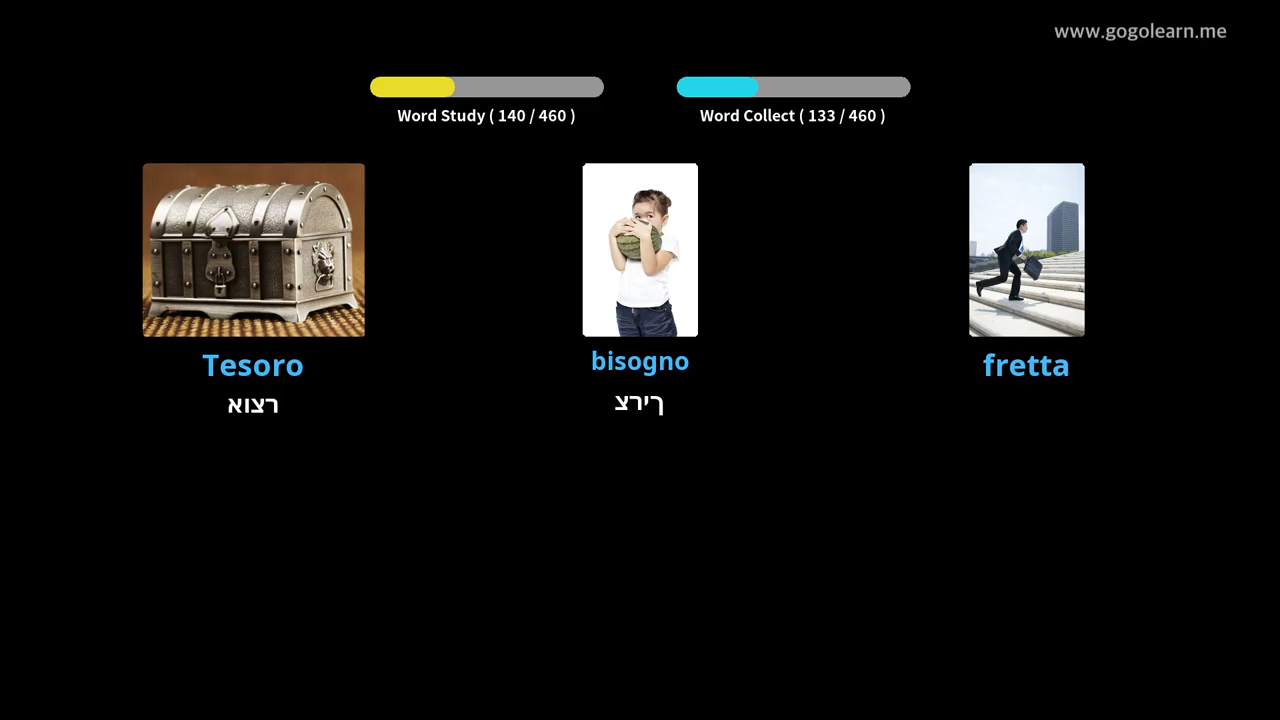 www.gogolearn.me
Word Study ( 140 / 460 )
Word Collect ( 133 / 460 )
Tesoro
רצוא
bisogno
ךירצ
fretta